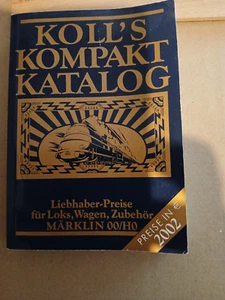 KOLL'S
KOMPAKT
KATALOG
Liebhaber-Preise
für Loks, Wagen, Zubehör
MÄRKLIN 00/H0
PREISE IN €
2002